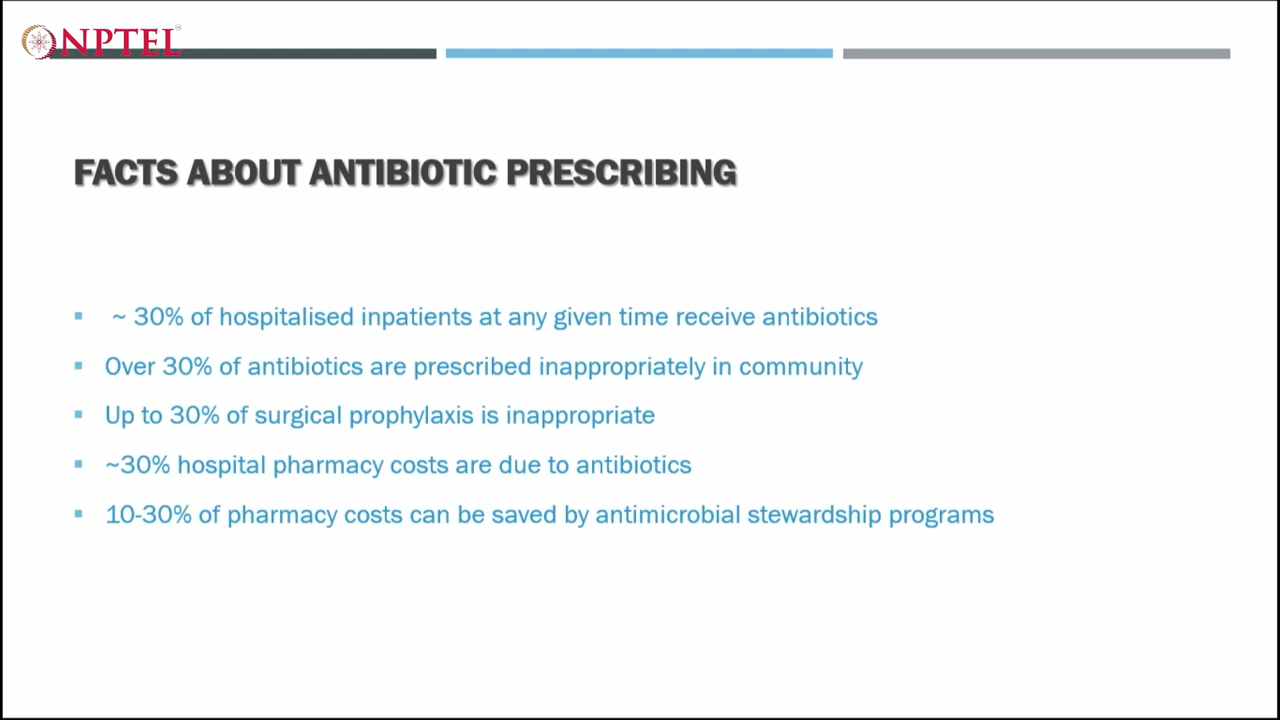 NPTEL
FACTS ABOUT ANTIBIOTIC PRESCRIBING
▪ ~ 30% of hospitalised inpatients at any given time receive antibiotics
▪ Over 30% of antibiotics are prescribed inappropriately in community
▪ Up to 30% of surgical prophylaxis is inappropriate
▪ ~30% hospital pharmacy costs are due to antibiotics
▪ 10-30% of pharmacy costs can be saved by antimicrobial stewardship programs